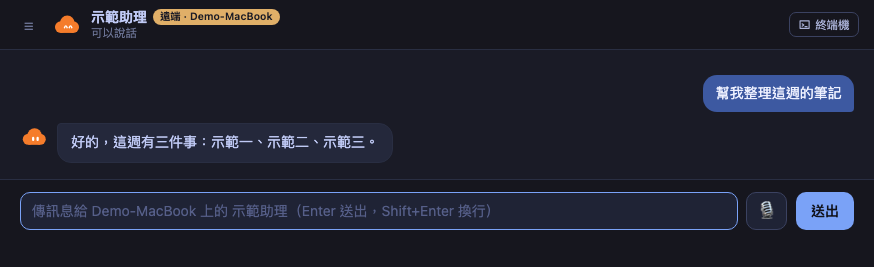 示範助理 遠端 · Demo-MacBook
可以說話
終端機
幫我整理這週的筆記
好的，這週有三件事：示範一、示範二、示範三。
傳訊息給 Demo-MacBook 上的 示範助理（Enter 送出，Shift+Enter 換行）
送出